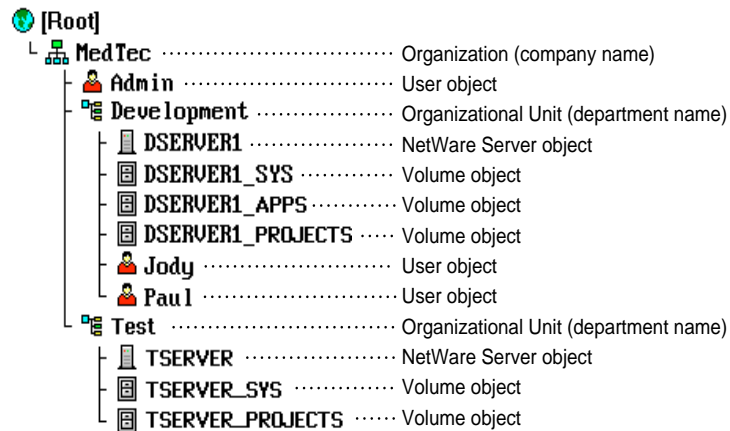 [Root]
MedTec Organization (company name)
Admin User object
Development Organizational Unit (department name)
DSERVER1 NetWare Server object
DSERVER1_SYS Volume object
DSERVER1_APPS Volume object
DSERVER1_PROJECTS Volume object
Jody User object
Paul User object
Test Organizational Unit (department name)
TSERVER NetWare Server object
TSERVER_SYS Volume object
TSERVER_PROJECTS Volume object